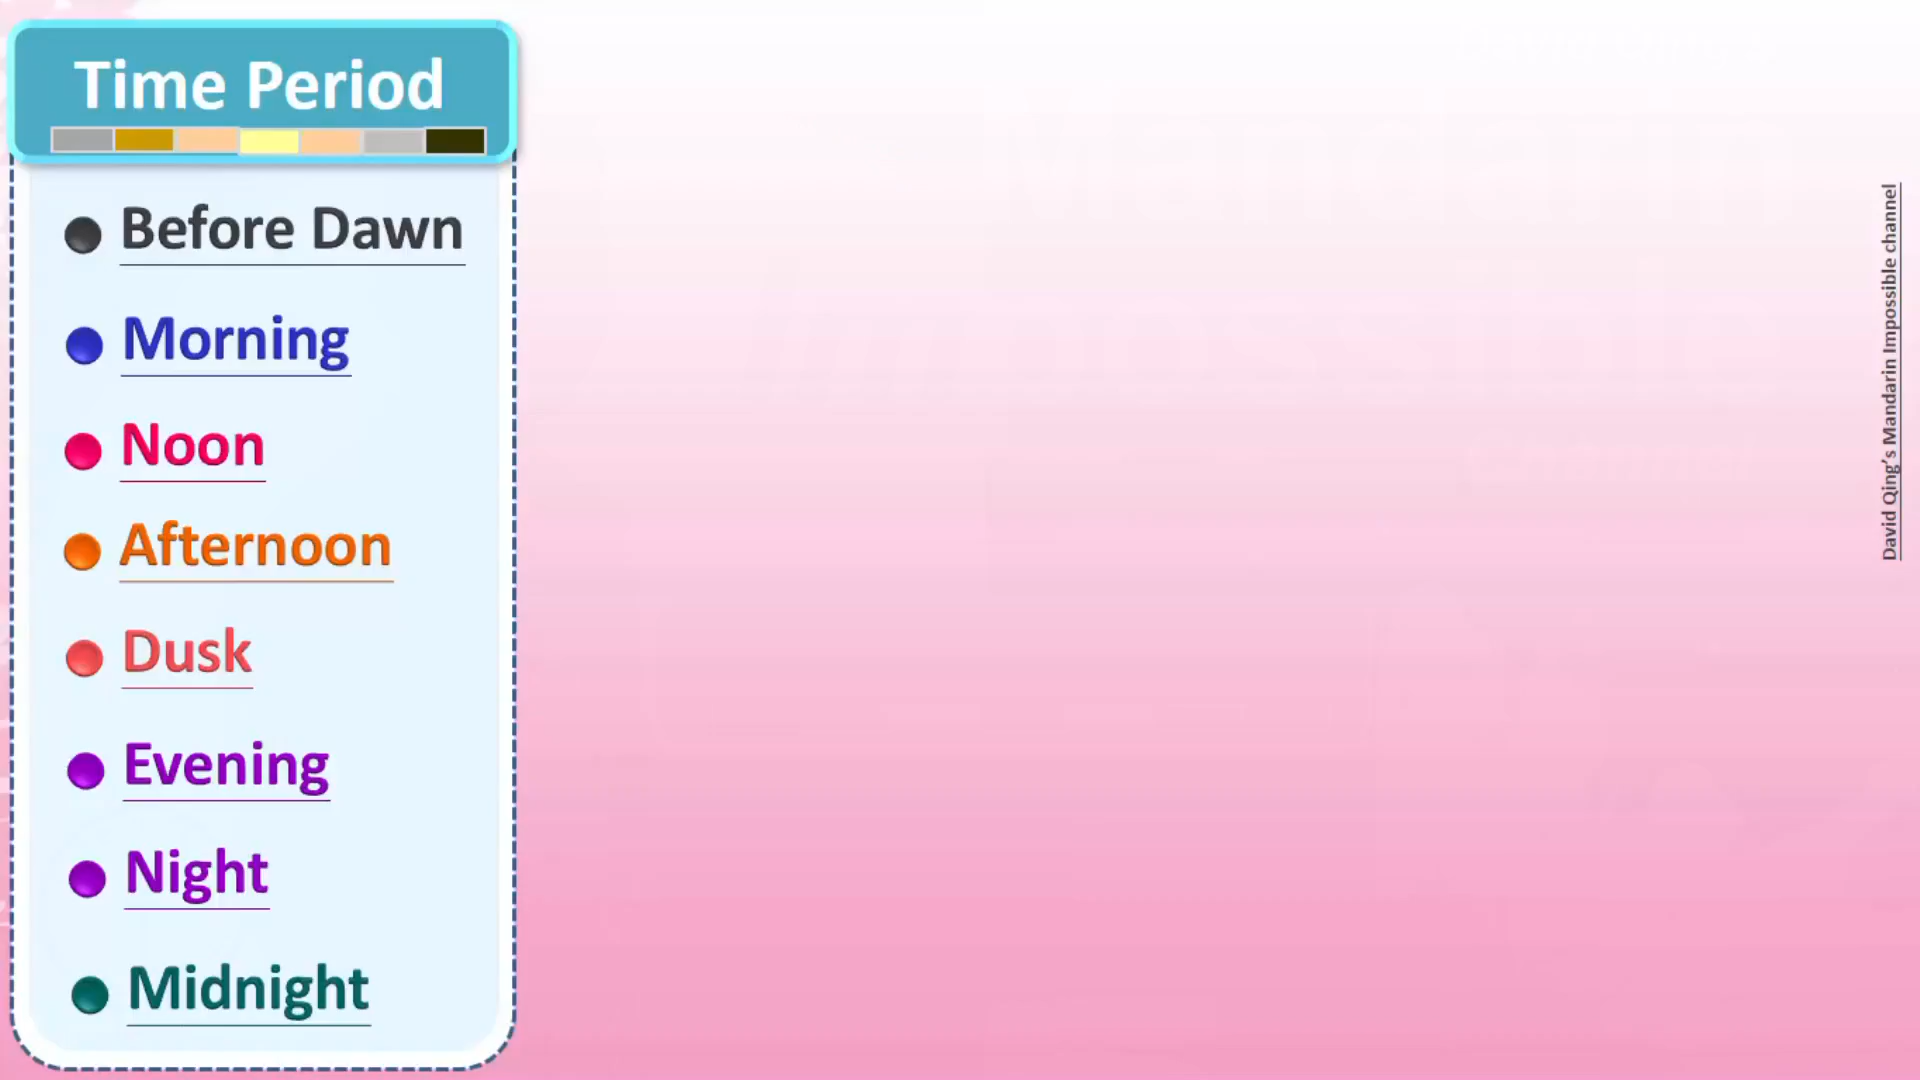 Time Period
Before Dawn
Morning
Noon
Afternoon
Dusk
Evening
Night
Midnight
David Qing's Mandarin Impossible channel